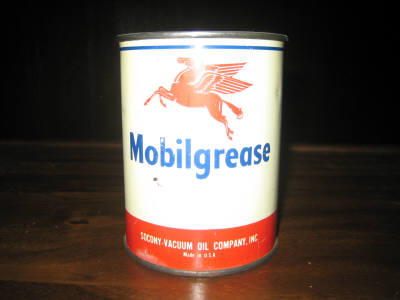 Mobilgrease
SOCONY-VACUUM OIL COMPANY, INC.
MADE IN U.S.A.